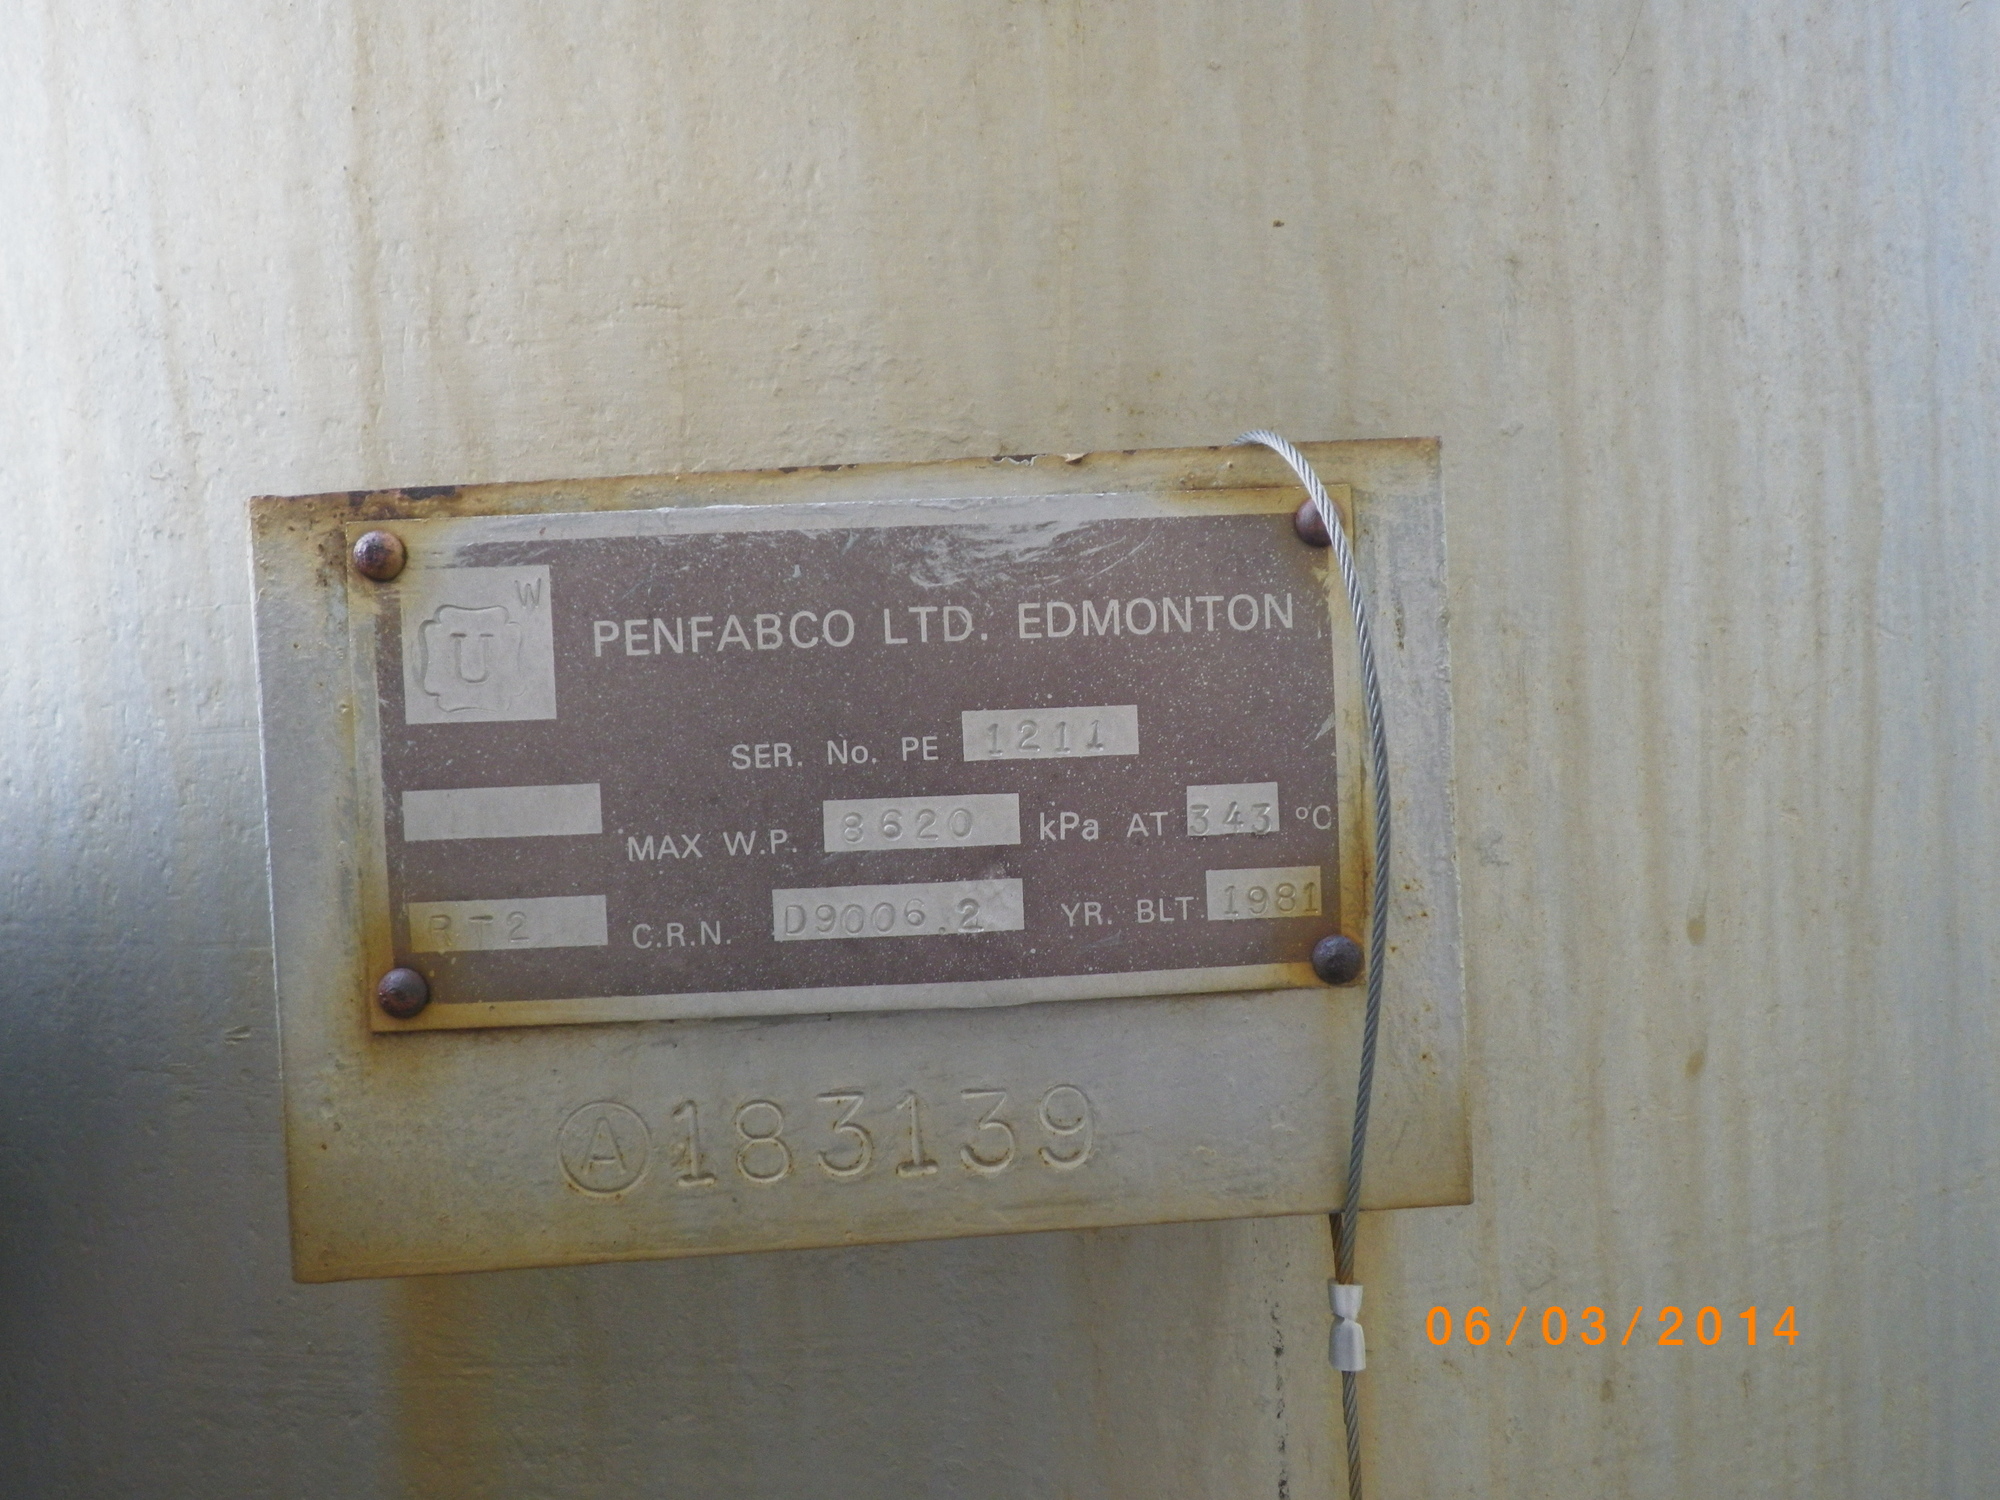 W
U
PENFABCO LTD. EDMONTON
SER. No. PE 1211
MAX W.P. 8620 kPa AT 343 °C
RT2 C.R.N. D9006.2 YR. BLT. 1981
Ⓐ183139
06/03/2014